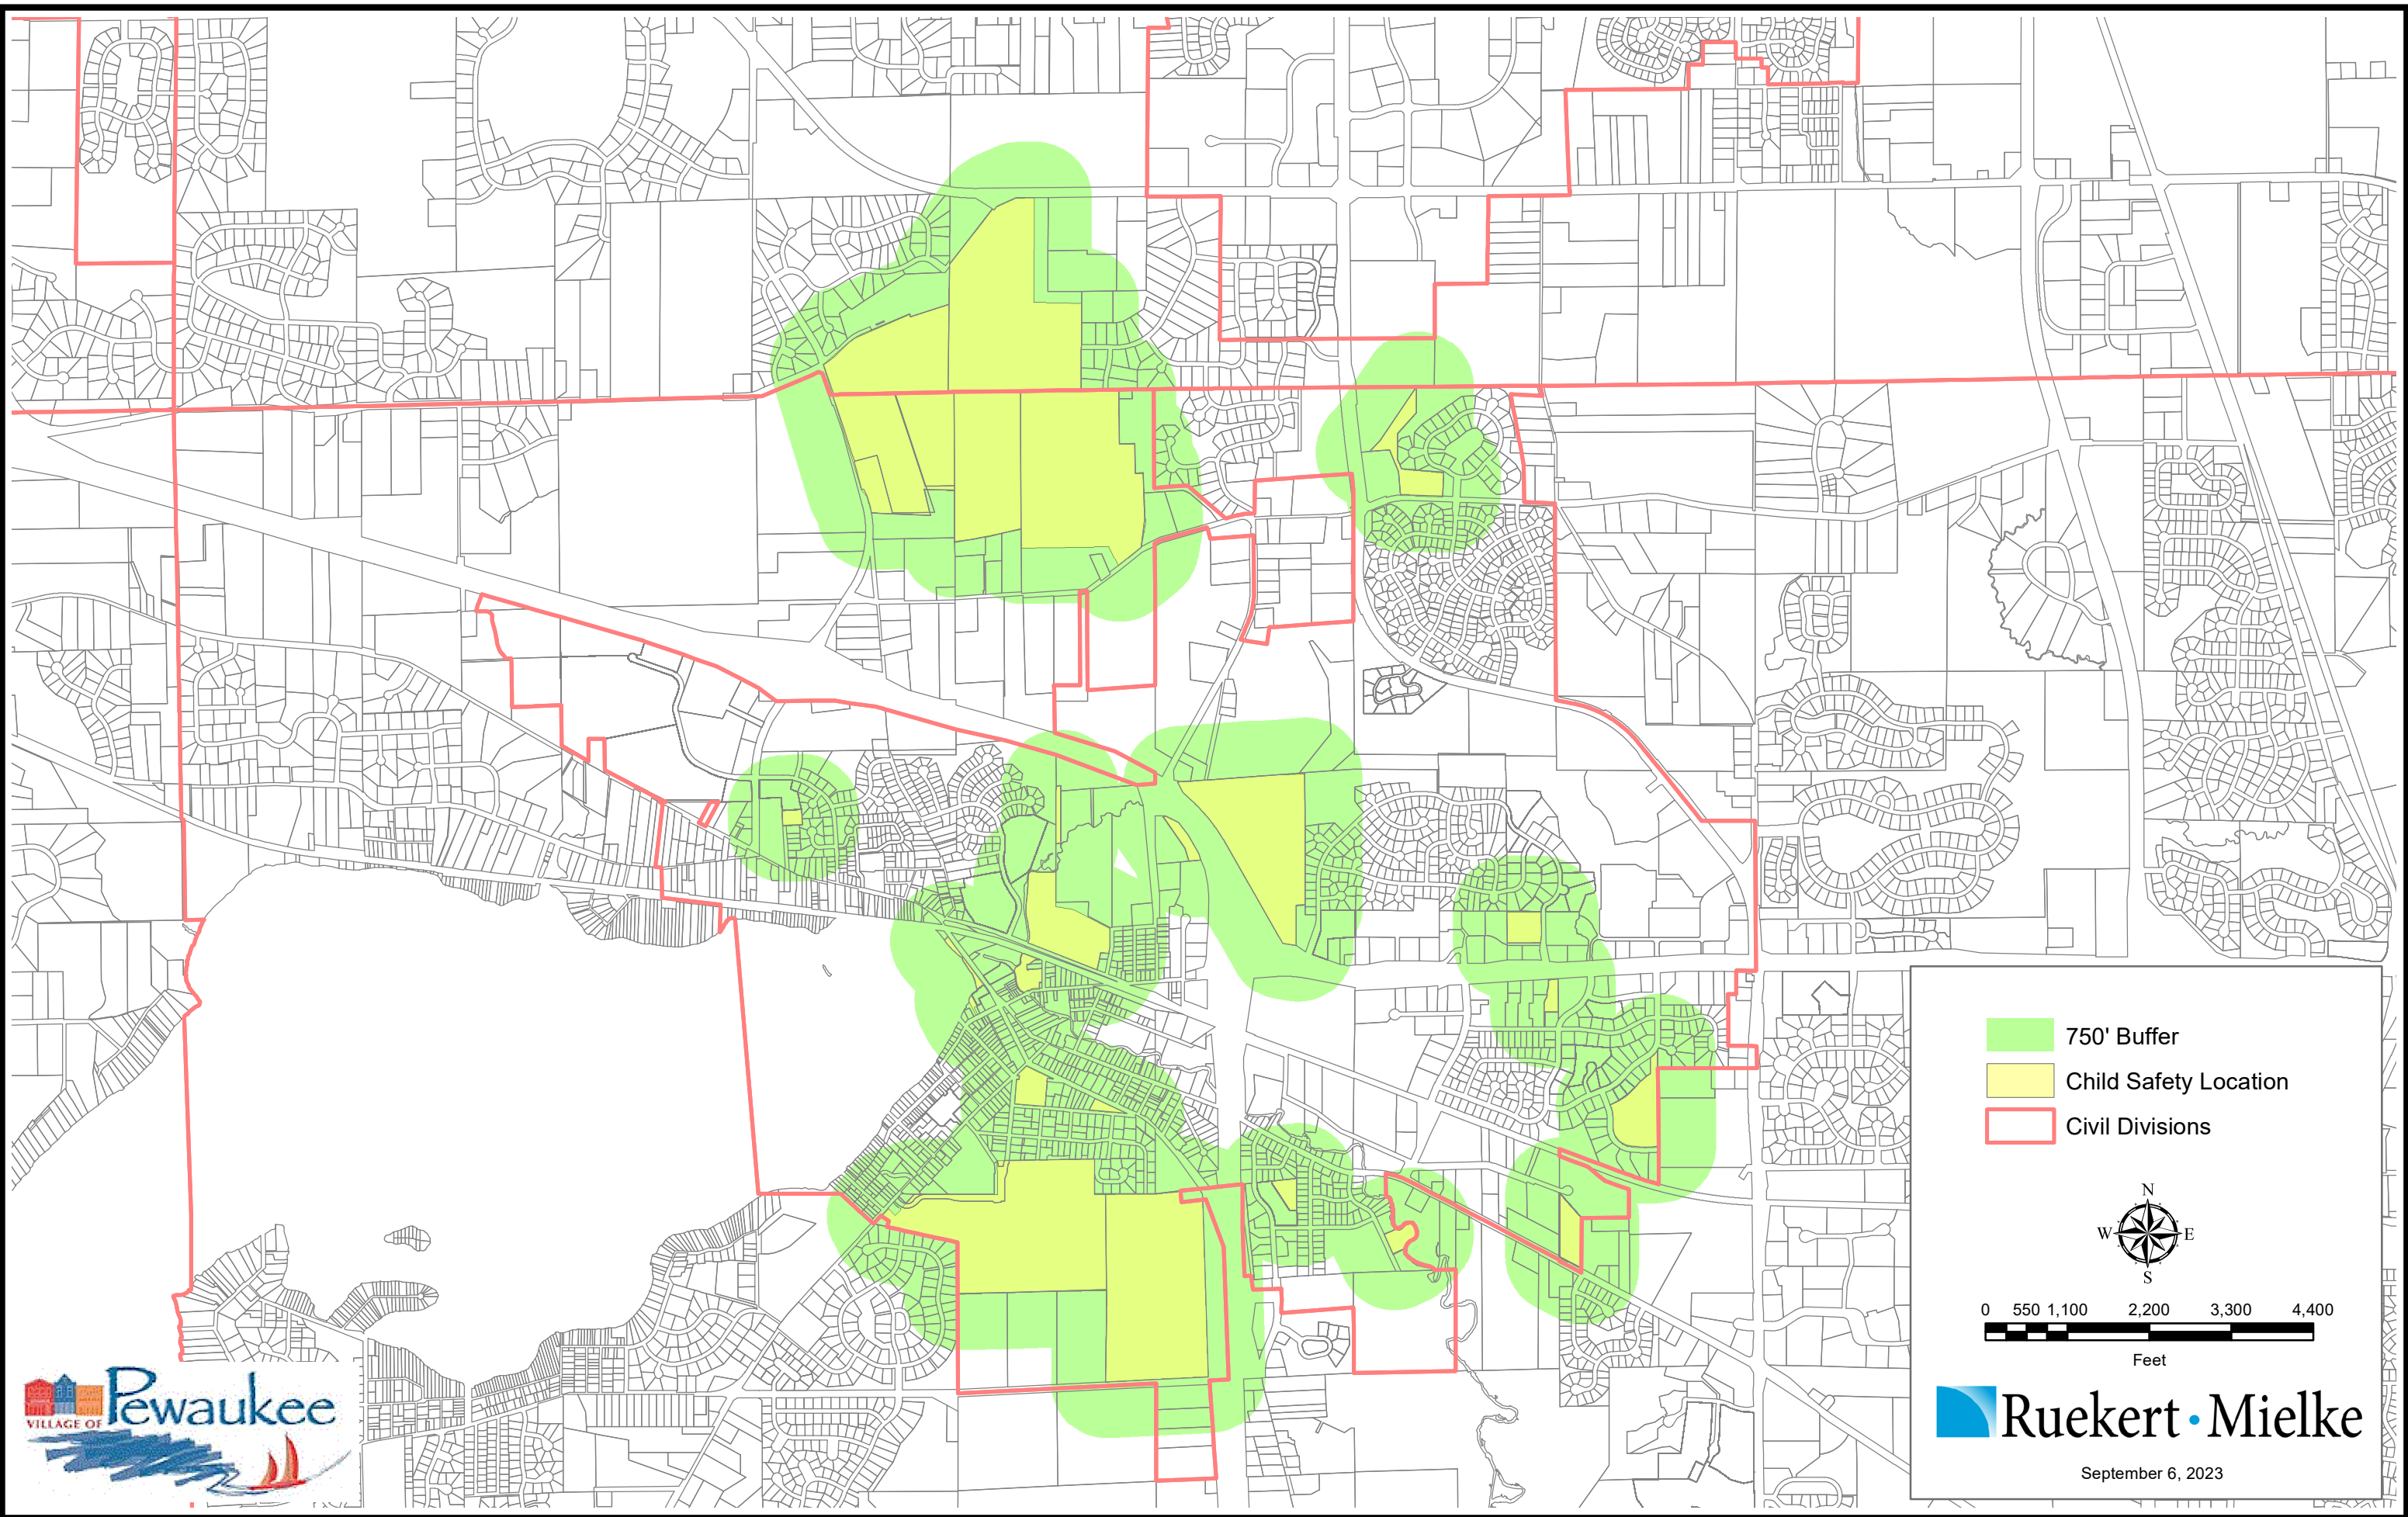 750' Buffer
Child Safety Location
Civil Divisions
N
W E
S
0 550 1,100 2,200 3,300 4,400
Feet
VILLAGE OF Pewaukee
Ruekert·Mielke
September 6, 2023